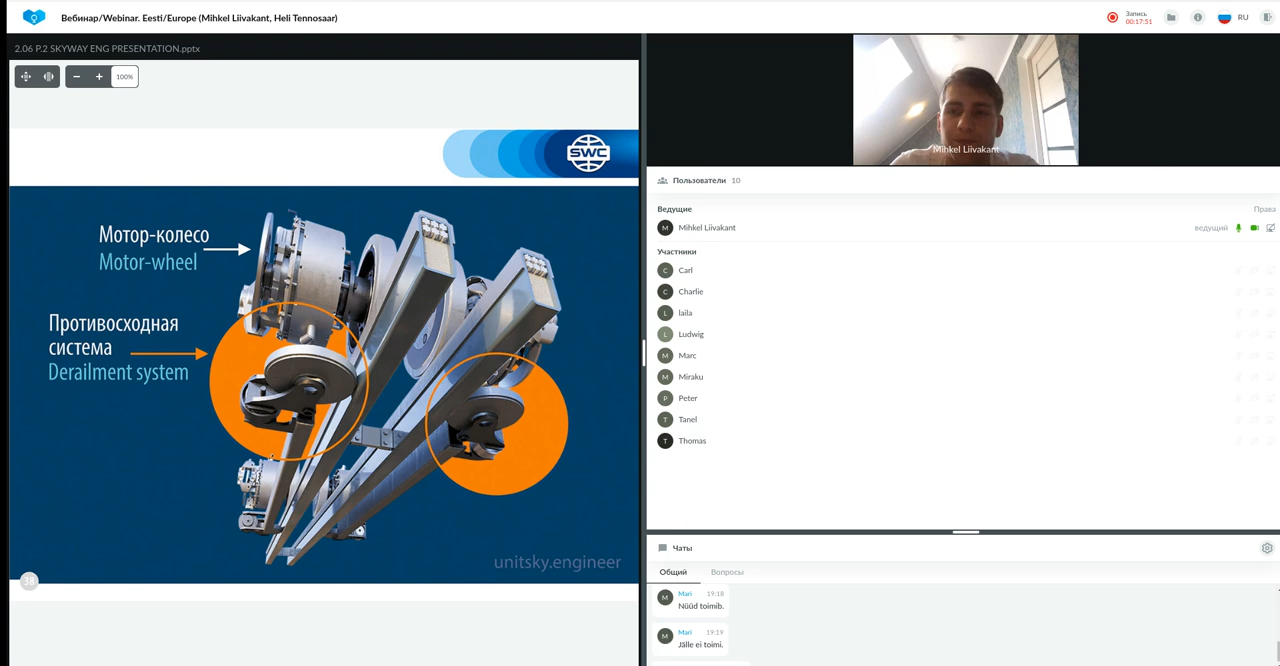 Вебинар/Webinar. Eesti/Europe (Mihkel Liivakant, Heli Tennosaar)
Запись
00:17:51
RU
2.06 P.2 SKYWAY ENG PRESENTATION.pptx
100%
SWC
Мотор-колесо
Motor-wheel
Противосходная
система
Derailment system
unitsky.engineer
38
Mihkel Liivakant
Пользователи 10
Ведущие Права
M Mihkel Liivakant ведущий
Участники
C Carl
C Charlie
L laila
L Ludwig
M Marc
M Miraku
P Peter
T Tanel
T Thomas
Чаты
Общий Вопросы
M Mari 19:18
Nüüd toimib.
M Mari 19:19
Jälle ei toimi.